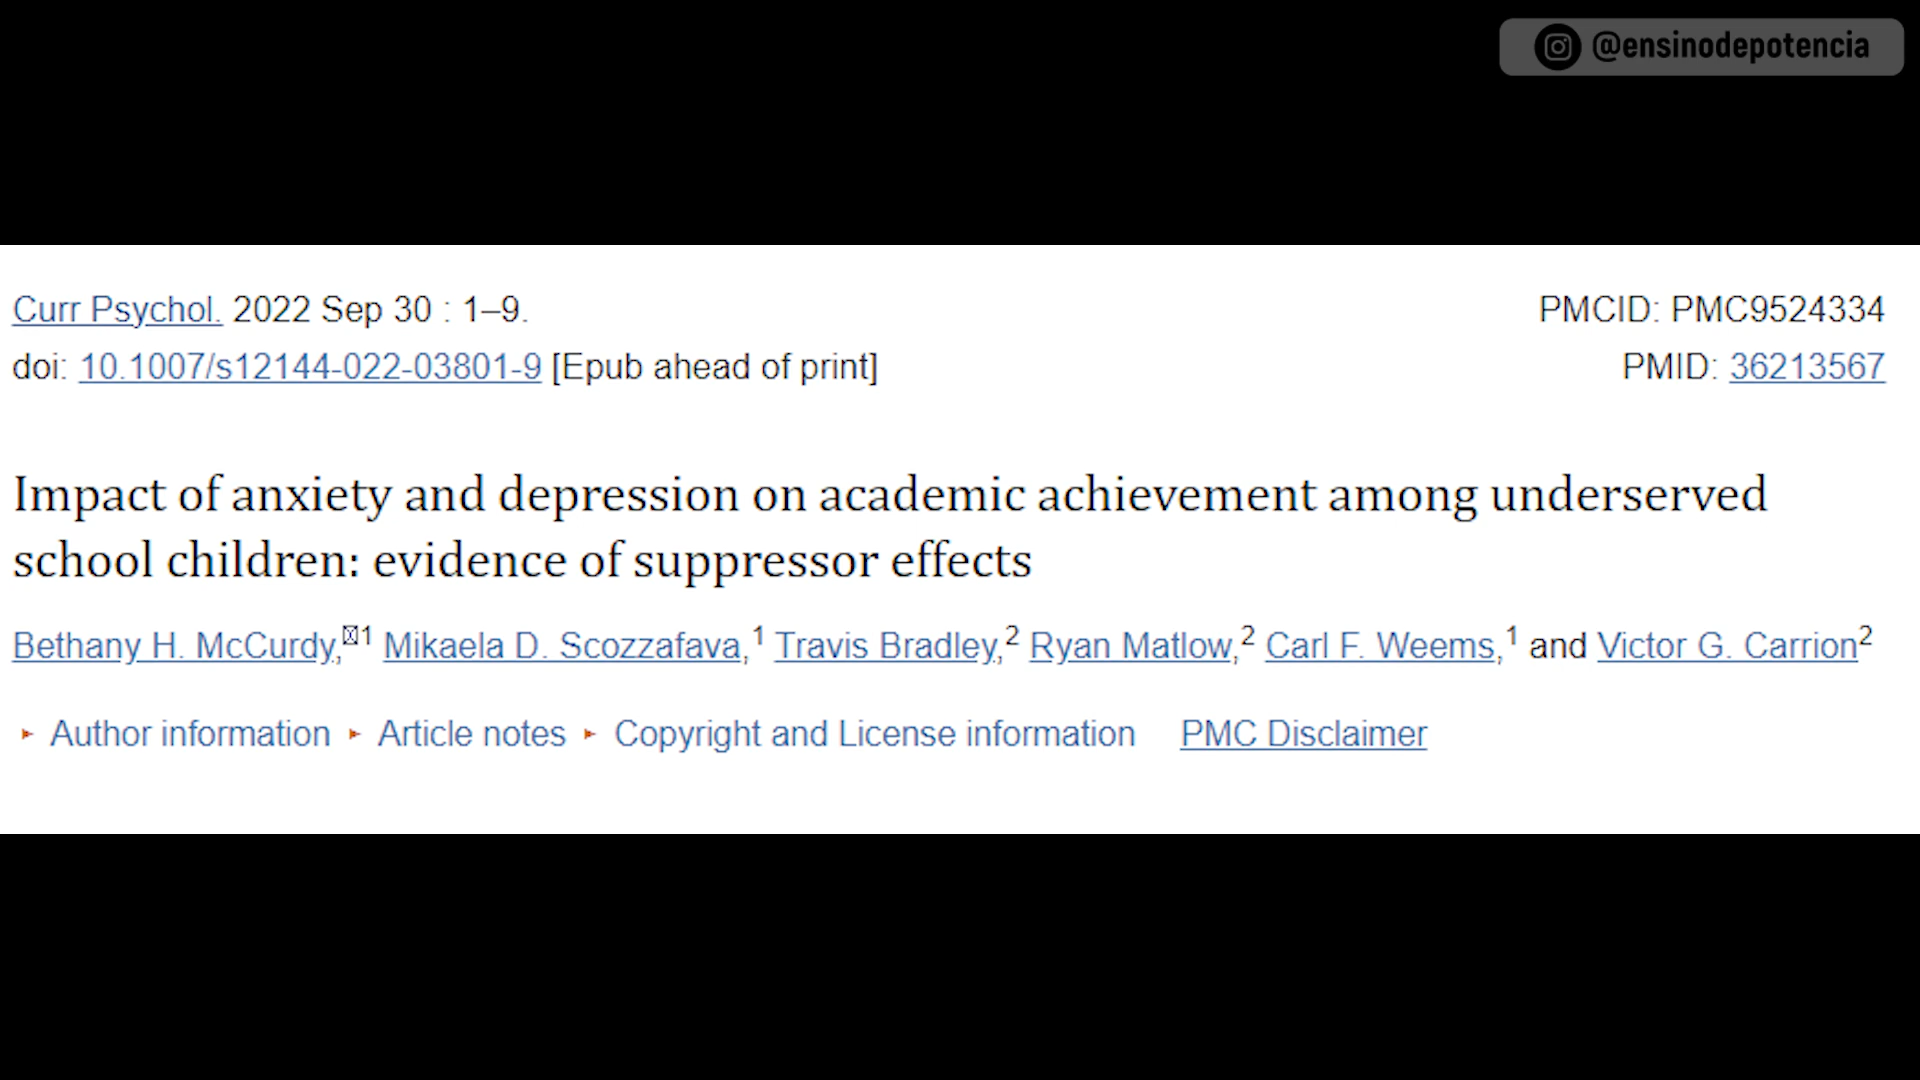 @ensinodepotencia
Curr Psychol. 2022 Sep 30 : 1–9.
PMCID: PMC9524334
doi: 10.1007/s12144-022-03801-9 [Epub ahead of print]
PMID: 36213567
Impact of anxiety and depression on academic achievement among underserved
school children: evidence of suppressor effects
Bethany H. McCurdy,1 Mikaela D. Scozzafava,1 Travis Bradley,2 Ryan Matlow,2 Carl F. Weems,1 and Victor G. Carrion2
Author information Article notes Copyright and License information PMC Disclaimer